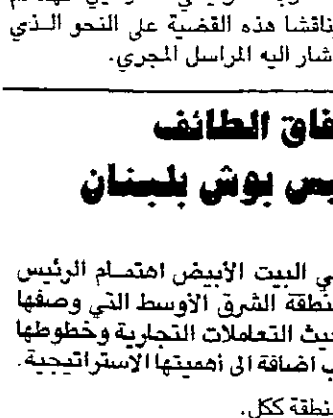 ناقشا هذه القضية على النحو الذي
شار اليه المراسل المجري.
فاق الطائف
يس بوش بلبنان
ي البيت الأبيض اهتمام الرئيس
نطقة الشرق الأوسط التي وصفها
يث التعاملات التجارية وخطوطها
ب اضافة الى أهميتها الاستراتيجية.
نطقة ككل.